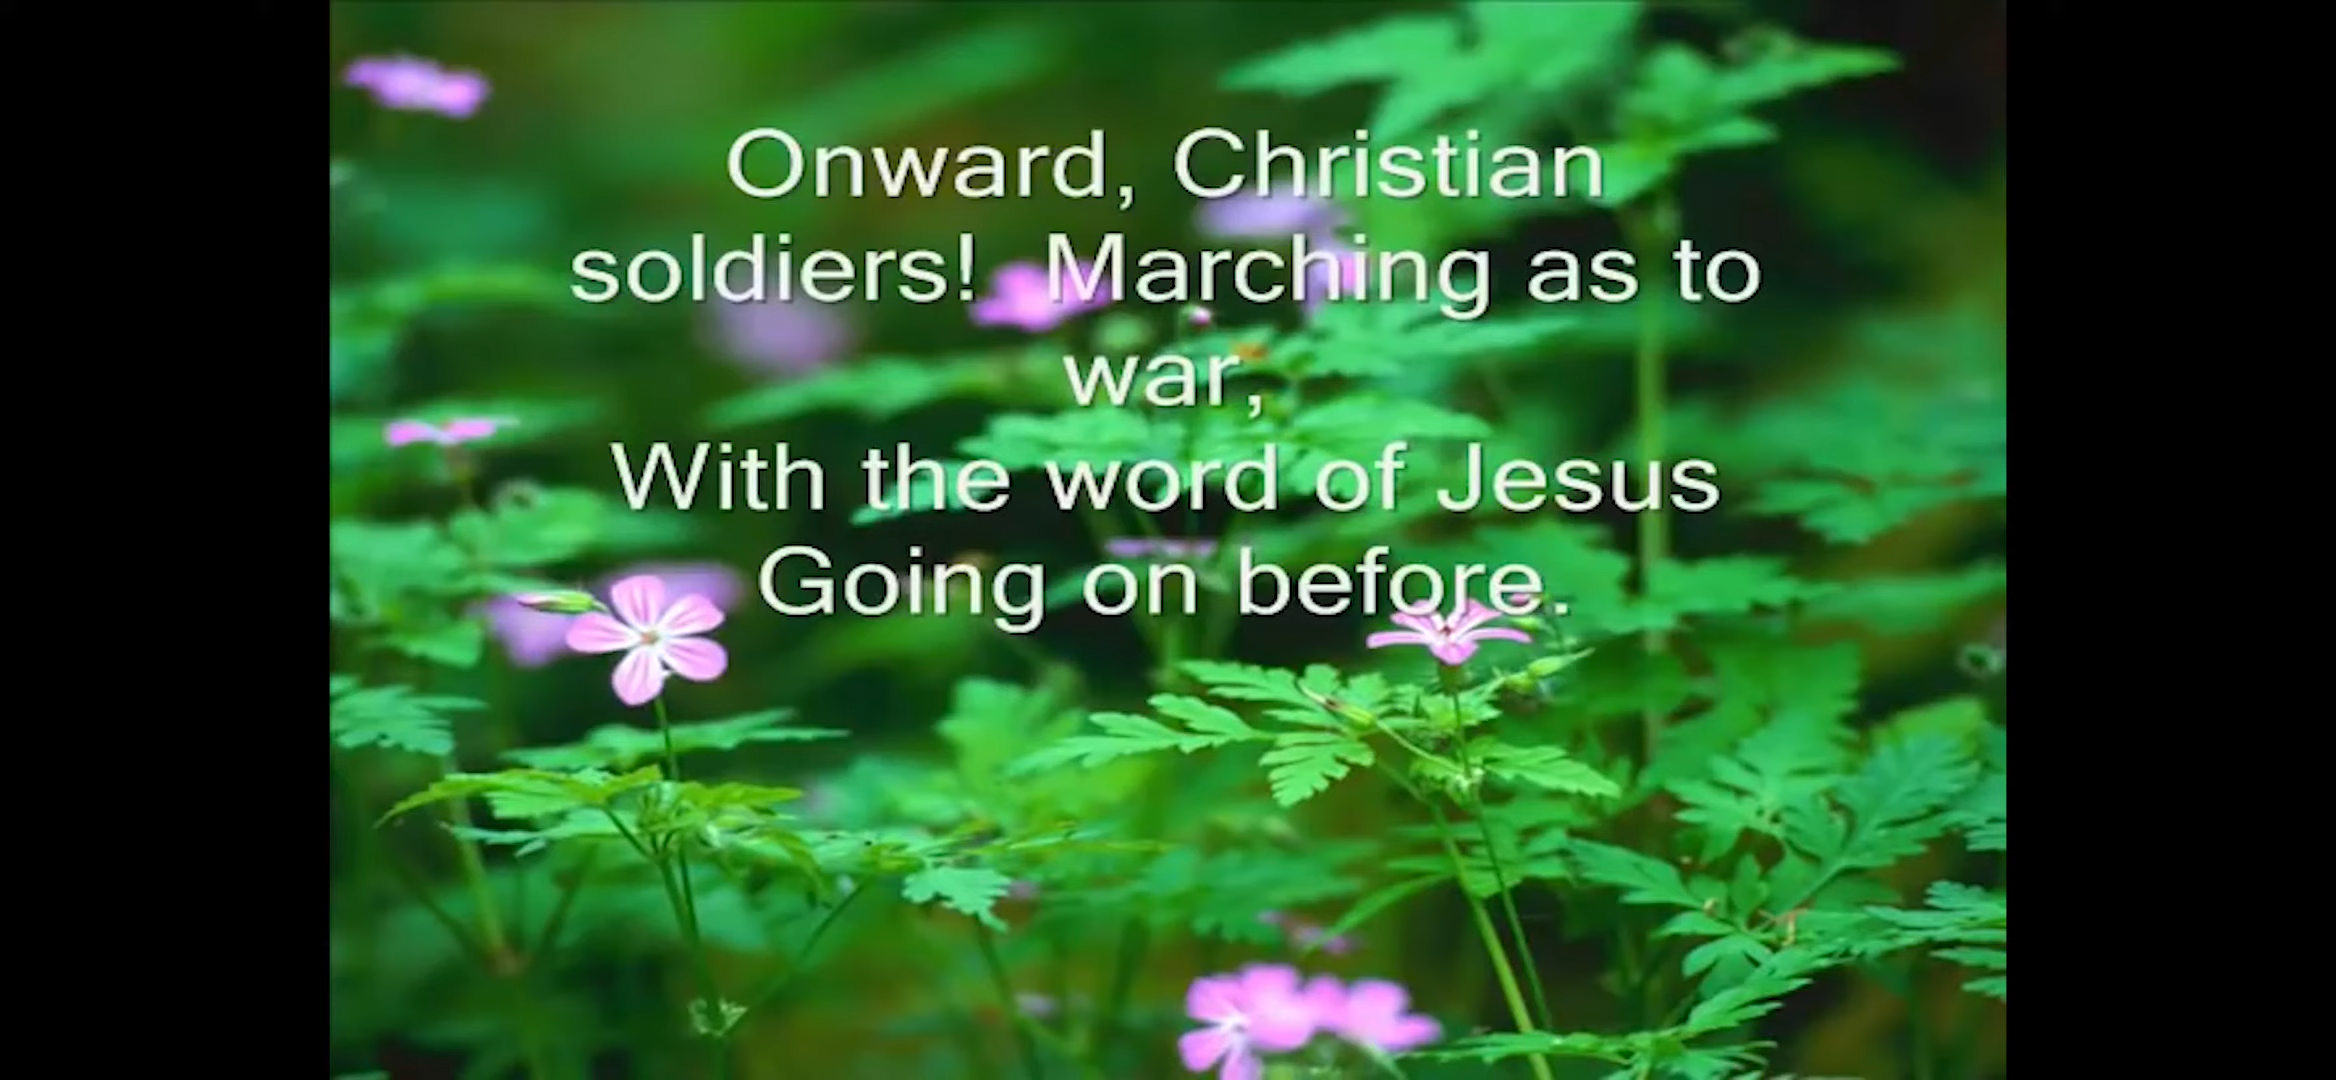 Onward, Christian
soldiers!  Marching as to
war,
With the word of Jesus
Going on before.